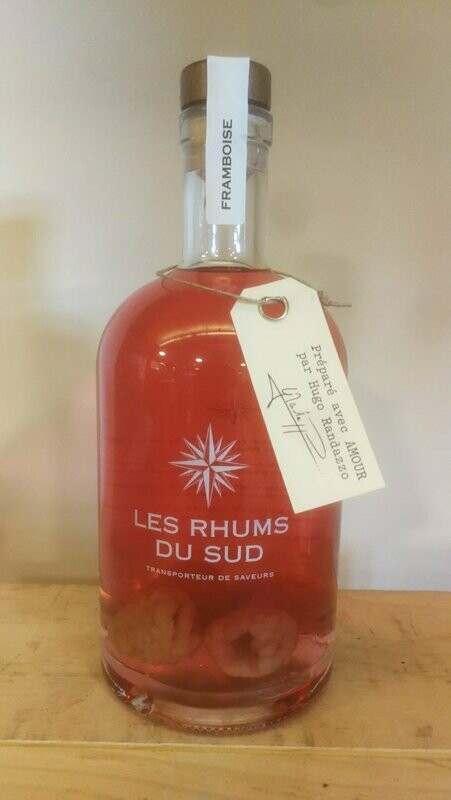 FRAMBOISE
Préparé avec AMOUR
par Hugo Randazzo
LES RHUMS
DU SUD
TRANSPORTEUR DE SAVEURS